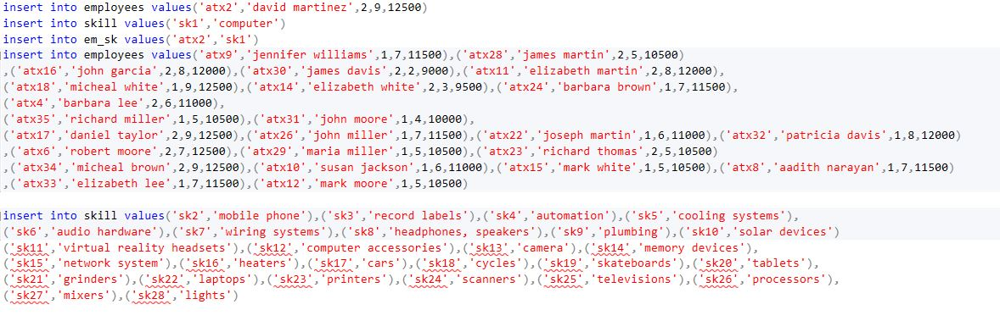 insert into employees values('atx2','david martinez',2,9,12500)
insert into skill values('sk1','computer')
insert into em_sk values('atx2','sk1')
insert into employees values('atx9','jennifer williams',1,7,11500),('atx28','james martin',2,5,10500)
,('atx16','john garcia',2,8,12000),('atx30','james davis',2,2,9000),('atx11','elizabeth martin',2,8,12000),
('atx18','micheal white',1,9,12500),('atx14','elizabeth white',2,3,9500),('atx24','barbara brown',1,7,11500),
('atx4','barbara lee',2,6,11000),
('atx35','richard miller',1,5,10500),('atx31','john moore',1,4,10000),
('atx17','daniel taylor',2,9,12500),('atx26','john miller',1,7,11500),('atx22','joseph martin',1,6,11000),('atx32','patricia davis',1,8,12000)
,('atx6','robert moore',2,7,12500),('atx29','maria miller',1,5,10500),('atx23','richard thomas',2,5,10500)
,('atx34','micheal brown',2,9,12500),('atx10','susan jackson',1,6,11000),('atx15','mark white',1,5,10500),('atx8','aadith narayan',1,7,11500)
,('atx33','elizabeth lee',1,7,11500),('atx12','mark moore',1,5,10500)
insert into skill values('sk2','mobile phone'),('sk3','record labels'),('sk4','automation'),('sk5','cooling systems'),
('sk6','audio hardware'),('sk7','wiring systems'),('sk8','headphones, speakers'),('sk9','plumbing'),('sk10','solar devices')
('sk11','virtual reality headsets'),('sk12','computer accessories'),('sk13','camera'),('sk14','memory devices'),
('sk15','network system'),('sk16','heaters'),('sk17','cars'),('sk18','cycles'),('sk19','skateboards'),('sk20','tablets'),
('sk21','grinders'),('sk22','laptops'),('sk23','printers'),('sk24','scanners'),('sk25','televisions'),('sk26','processors'),
('sk27','mixers'),('sk28','lights')